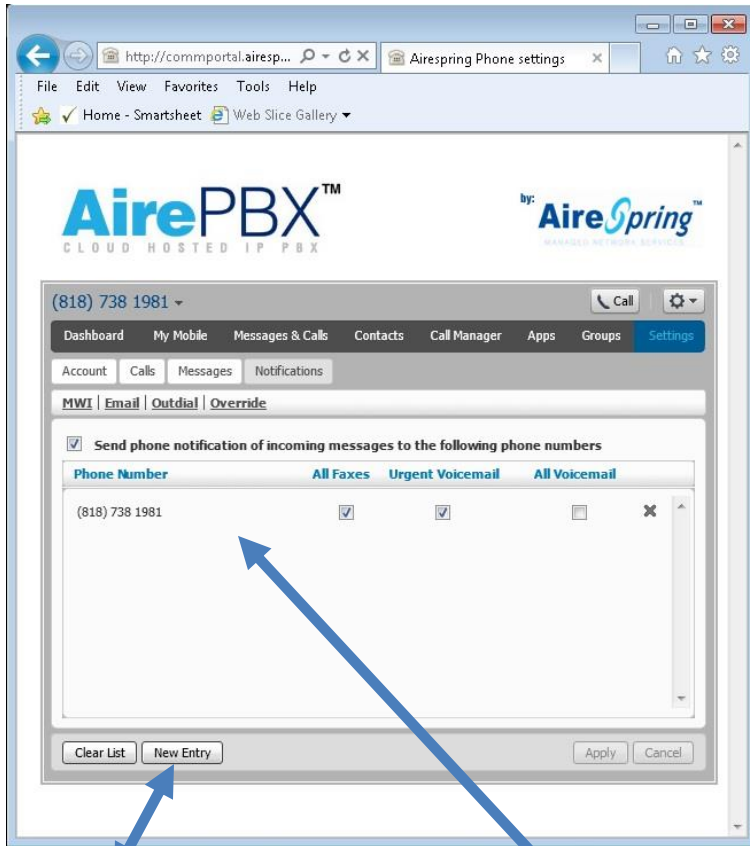 http://commportal.airesp...
Airespring Phone settings
File Edit View Favorites Tools Help
Home - Smartsheet Web Slice Gallery
AirePBX™
CLOUD HOSTED IP PBX
by: AireSpring™
MANAGED NETWORK SERVICES
(818) 738 1981 Call
Dashboard My Mobile Messages & Calls Contacts Call Manager Apps Groups Settings
Account Calls Messages Notifications
MWI | Email | Outdial | Override
Send phone notification of incoming messages to the following phone numbers
Phone Number All Faxes Urgent Voicemail All Voicemail
(818) 738 1981
Clear List New Entry Apply Cancel